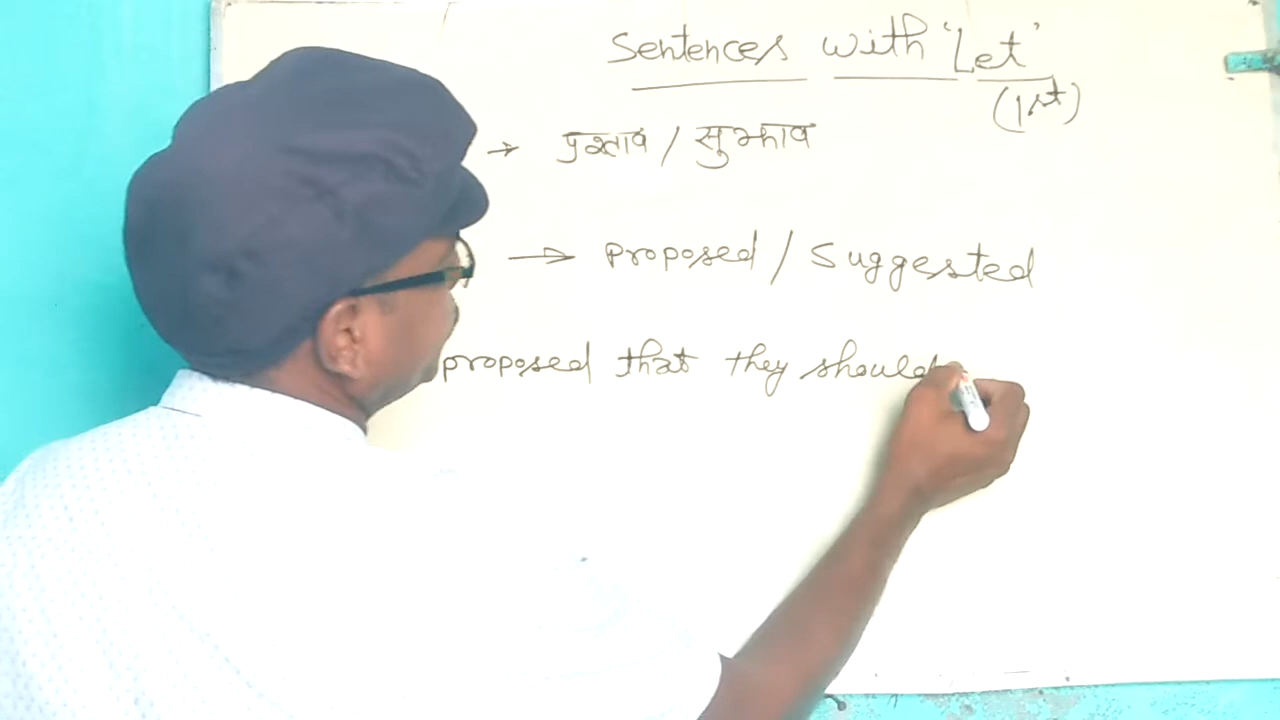 Sentences with 'Let'
(1st)
→ प्रस्ताव / सुझाव
→ Proposed / Suggested
proposed that they should